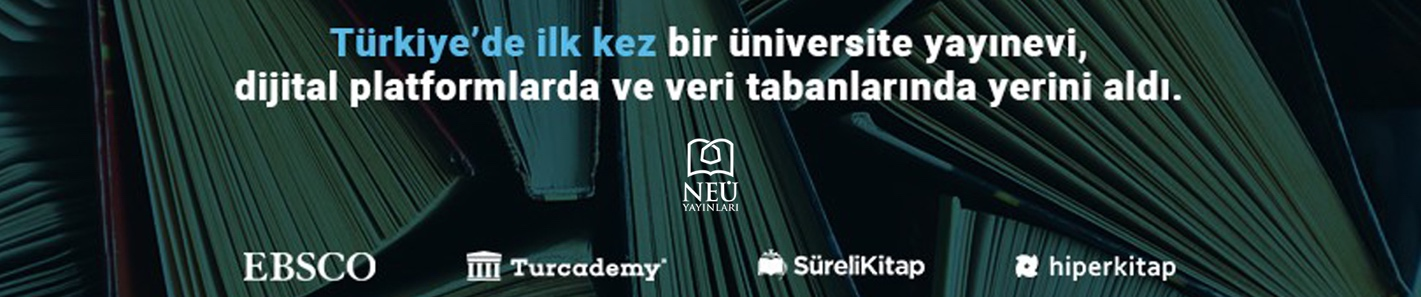 Türkiye’de ilk kez bir üniversite yayınevi,
dijital platformlarda ve veri tabanlarında yerini aldı.
NEÜ
YAYINLARI
EBSCO
Turcademy
SüreliKitap
hiperkitap